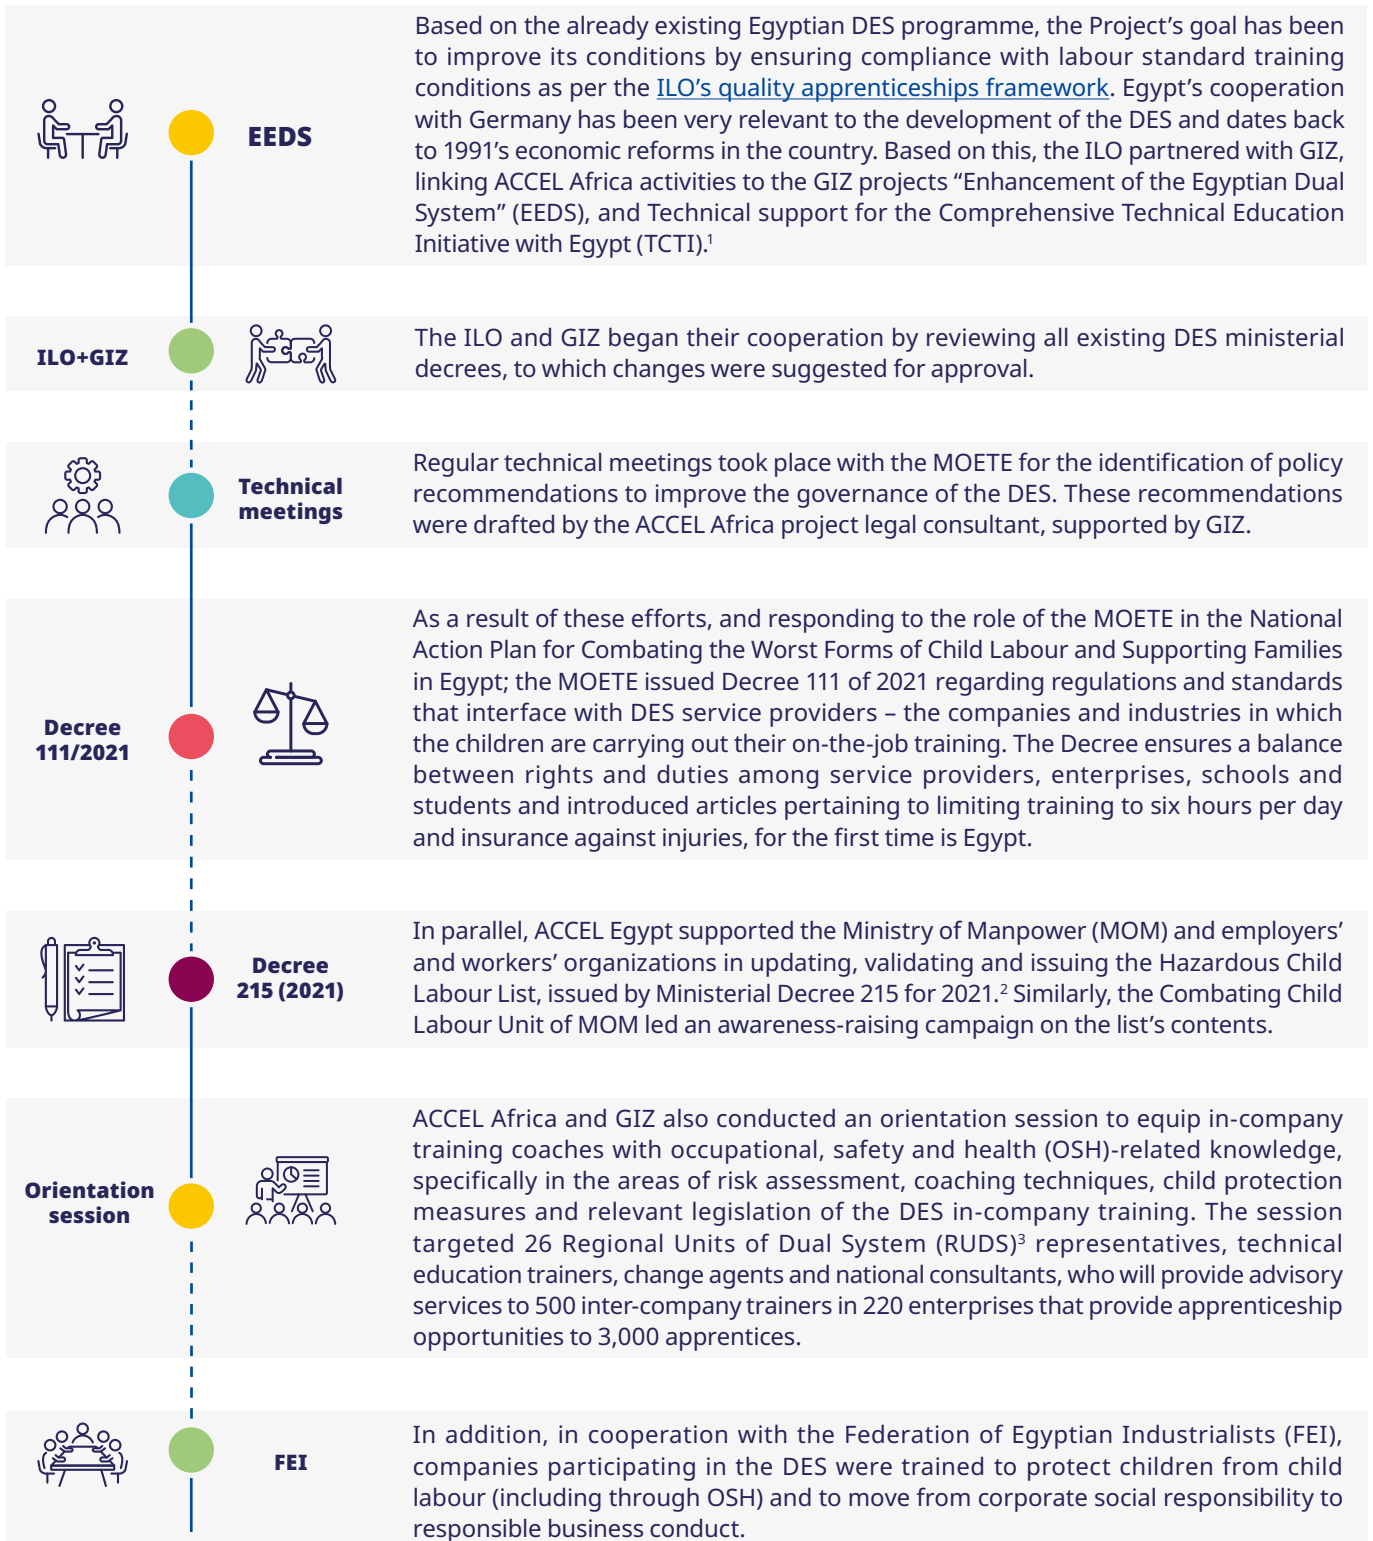 EEDS
Based on the already existing Egyptian DES programme, the Project’s goal has been
to improve its conditions by ensuring compliance with labour standard training
conditions as per the ILO’s quality apprenticeships framework. Egypt’s cooperation
with Germany has been very relevant to the development of the DES and dates back
to 1991’s economic reforms in the country. Based on this, the ILO partnered with GIZ,
linking ACCEL Africa activities to the GIZ projects “Enhancement of the Egyptian Dual
System” (EEDS), and Technical support for the Comprehensive Technical Education
Initiative with Egypt (TCTI).1
ILO+GIZ
The ILO and GIZ began their cooperation by reviewing all existing DES ministerial
decrees, to which changes were suggested for approval.
Technical
meetings
Regular technical meetings took place with the MOETE for the identification of policy
recommendations to improve the governance of the DES. These recommendations
were drafted by the ACCEL Africa project legal consultant, supported by GIZ.
Decree
111/2021
As a result of these efforts, and responding to the role of the MOETE in the National
Action Plan for Combating the Worst Forms of Child Labour and Supporting Families
in Egypt; the MOETE issued Decree 111 of 2021 regarding regulations and standards
that interface with DES service providers – the companies and industries in which
the children are carrying out their on-the-job training. The Decree ensures a balance
between rights and duties among service providers, enterprises, schools and
students and introduced articles pertaining to limiting training to six hours per day
and insurance against injuries, for the first time is Egypt.
Decree
215 (2021)
In parallel, ACCEL Egypt supported the Ministry of Manpower (MOM) and employers’
and workers’ organizations in updating, validating and issuing the Hazardous Child
Labour List, issued by Ministerial Decree 215 for 2021.2 Similarly, the Combating Child
Labour Unit of MOM led an awareness-raising campaign on the list’s contents.
Orientation
session
ACCEL Africa and GIZ also conducted an orientation session to equip in-company
training coaches with occupational, safety and health (OSH)-related knowledge,
specifically in the areas of risk assessment, coaching techniques, child protection
measures and relevant legislation of the DES in-company training. The session
targeted 26 Regional Units of Dual System (RUDS)3 representatives, technical
education trainers, change agents and national consultants, who will provide advisory
services to 500 inter-company trainers in 220 enterprises that provide apprenticeship
opportunities to 3,000 apprentices.
FEI
In addition, in cooperation with the Federation of Egyptian Industrialists (FEI),
companies participating in the DES were trained to protect children from child
labour (including through OSH) and to move from corporate social responsibility to
responsible business conduct.